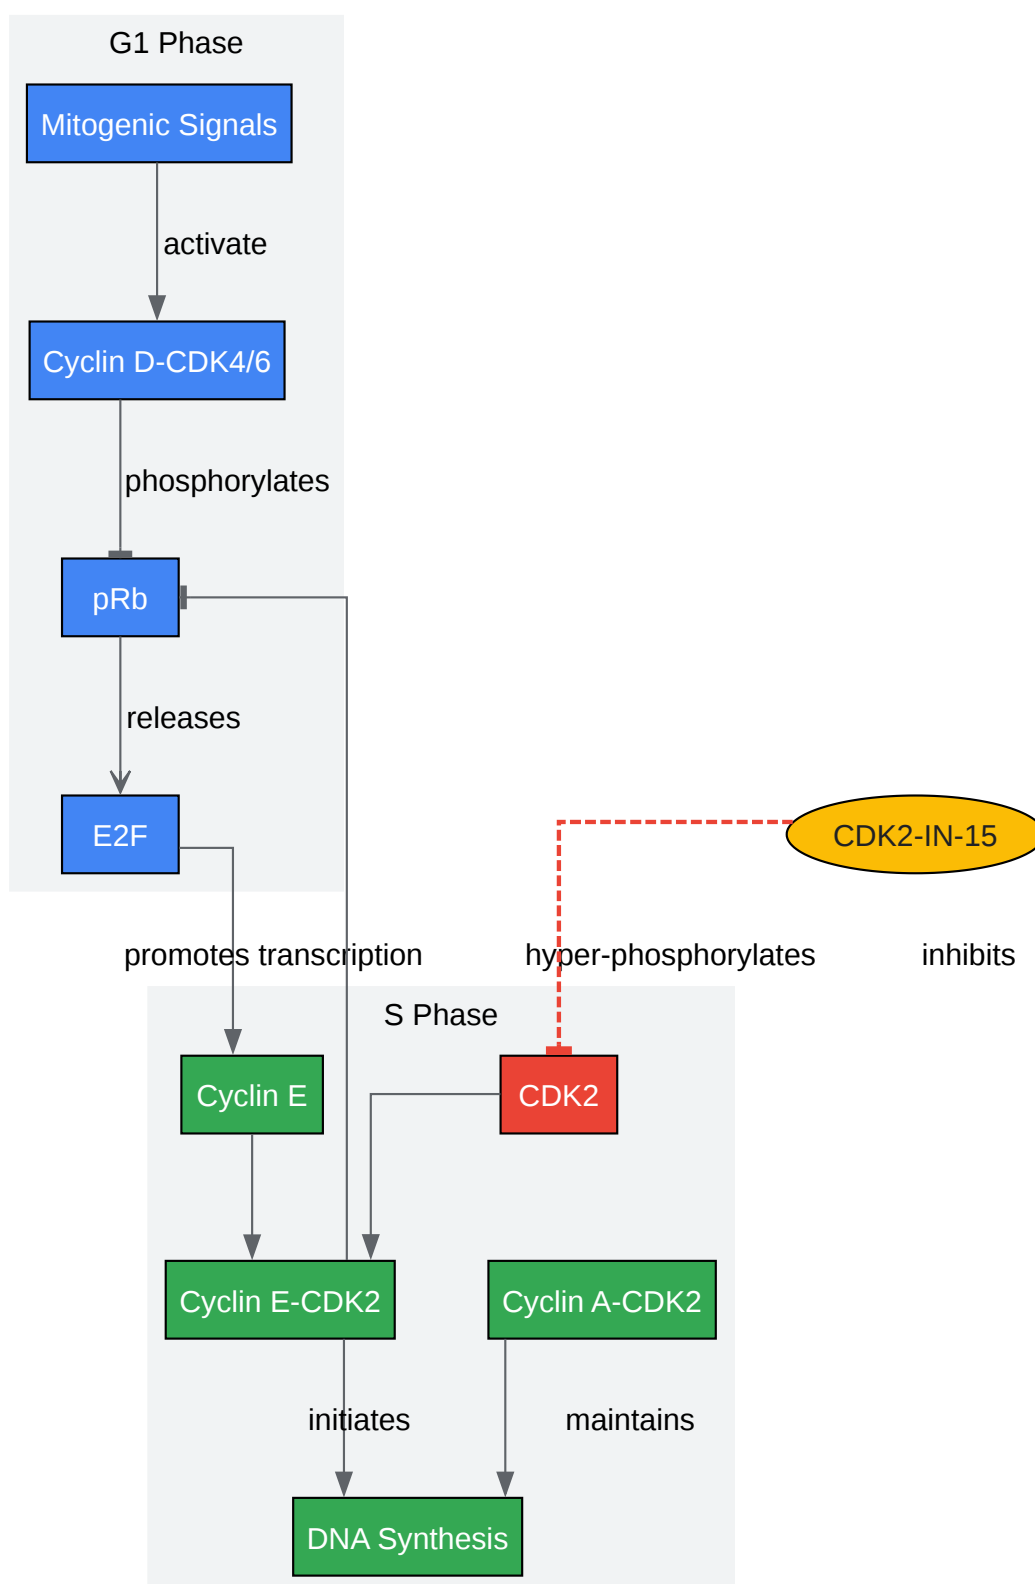 G1 Phase
Mitogenic Signals
activate
Cyclin D-CDK4/6
phosphorylates
pRb
releases
E2F
CDK2-IN-15
promotes transcription
hyper-phosphorylates
inhibits
S Phase
Cyclin E
CDK2
Cyclin E-CDK2
Cyclin A-CDK2
initiates
maintains
DNA Synthesis